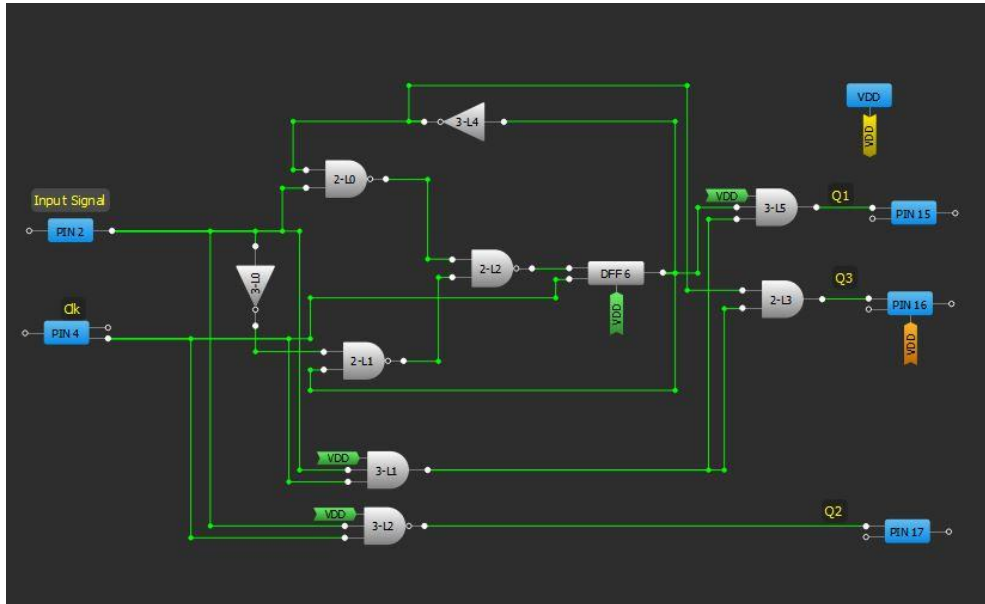 VDD
VDD
3-L4
2-L0
Input Signal
PIN 2
VDD
3-L5
Q1
PIN 15
3-L0
2-L2
DFF 6
VDD
Q3
2-L3
PIN 16
VDD
Clk
PIN 4
2-L1
VDD
3-L1
VDD
3-L2
Q2
PIN 17